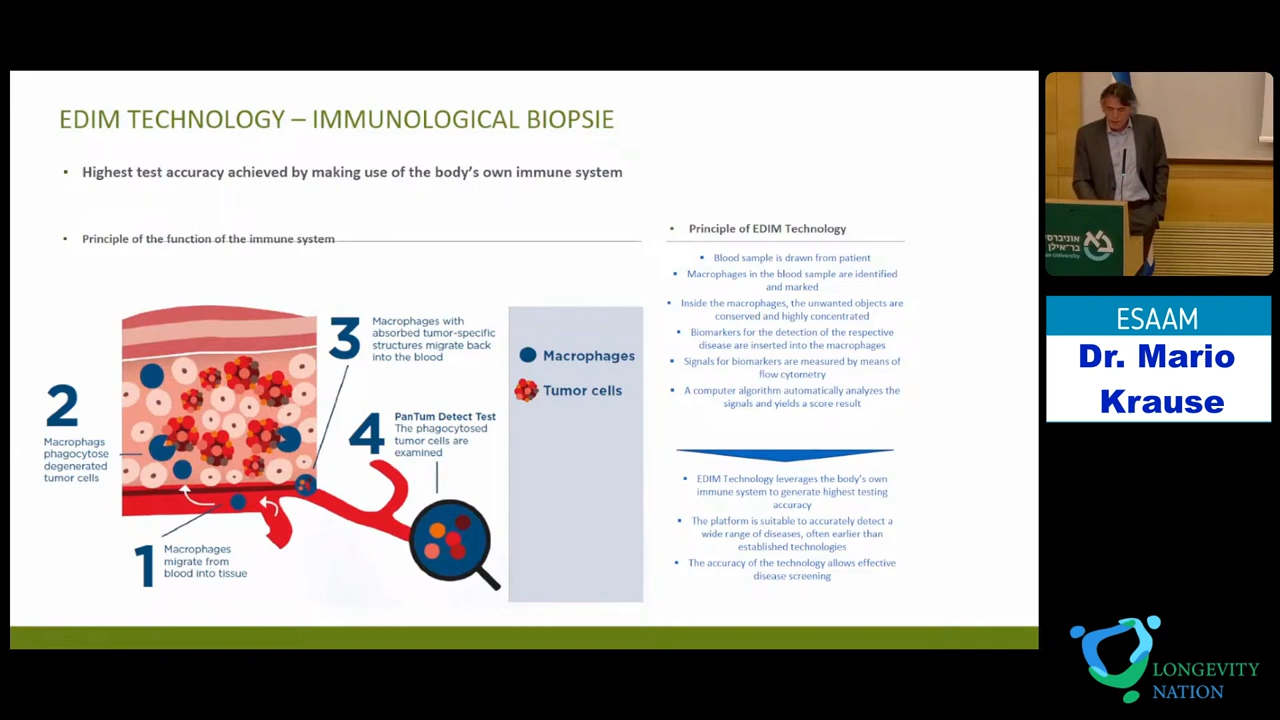 EDIM TECHNOLOGY – IMMUNOLOGICAL BIOPSIE
▪ Highest test accuracy achieved by making use of the body's own immune system
▪ Principle of the function of the immune system
1
Macrophages
migrate from
blood into tissue
2
Macrophags
phagocytose
degenerated
tumor cells
3
Macrophages with
absorbed tumor-specific
structures migrate back
into the blood
4
PanTum Detect Test
The phagocytosed
tumor cells are
examined
Macrophages
Tumor cells
▪ Principle of EDIM Technology
▪ Blood sample is drawn from patient
▪ Macrophages in the blood sample are identified
and marked
▪ Inside the macrophages, the unwanted objects are
conserved and highly concentrated
▪ Biomarkers for the detection of the respective
disease are inserted into the macrophages
▪ Signals for biomarkers are measured by means of
flow cytometry
▪ A computer algorithm automatically analyzes the
signals and yields a score result
▪ EDIM Technology leverages the body's own
immune system to generate highest testing
accuracy
▪ The platform is suitable to accurately detect a
wide range of diseases, often earlier than
established technologies
▪ The accuracy of the technology allows effective
disease screening
בר־אילן
University
ESAAM
Dr. Mario
Krause
LONGEVITY
NATION